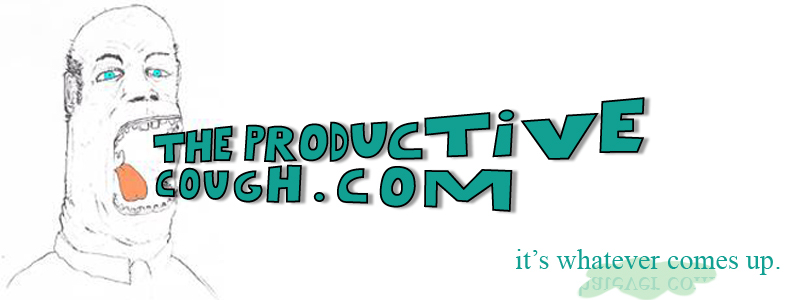 THE PRODUCTIVE
COUGH.COM
it's whatever comes up.